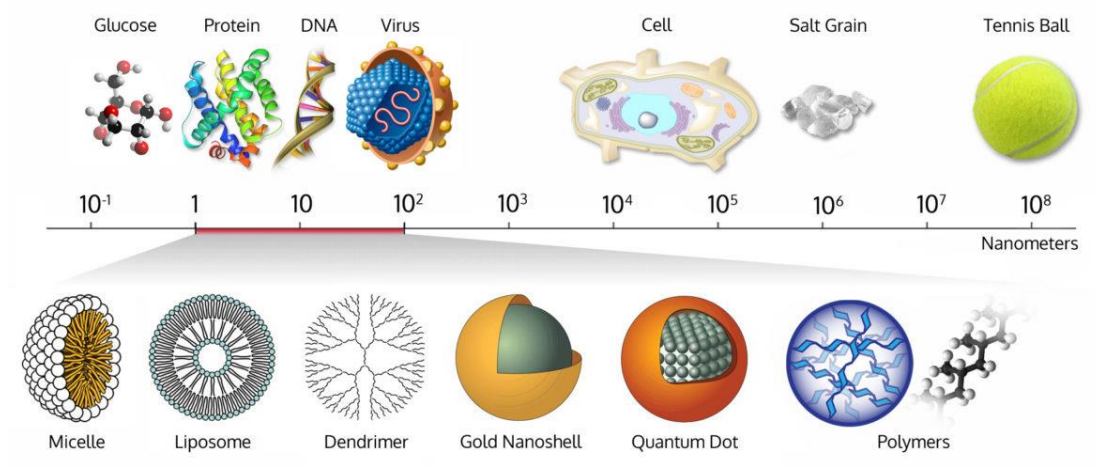 Glucose Protein DNA Virus Cell Salt Grain Tennis Ball
10⁻¹ 1 10 10² 10³ 10⁴ 10⁵ 10⁶ 10⁷ 10⁸
Nanometers
Micelle Liposome Dendrimer Gold Nanoshell Quantum Dot Polymers